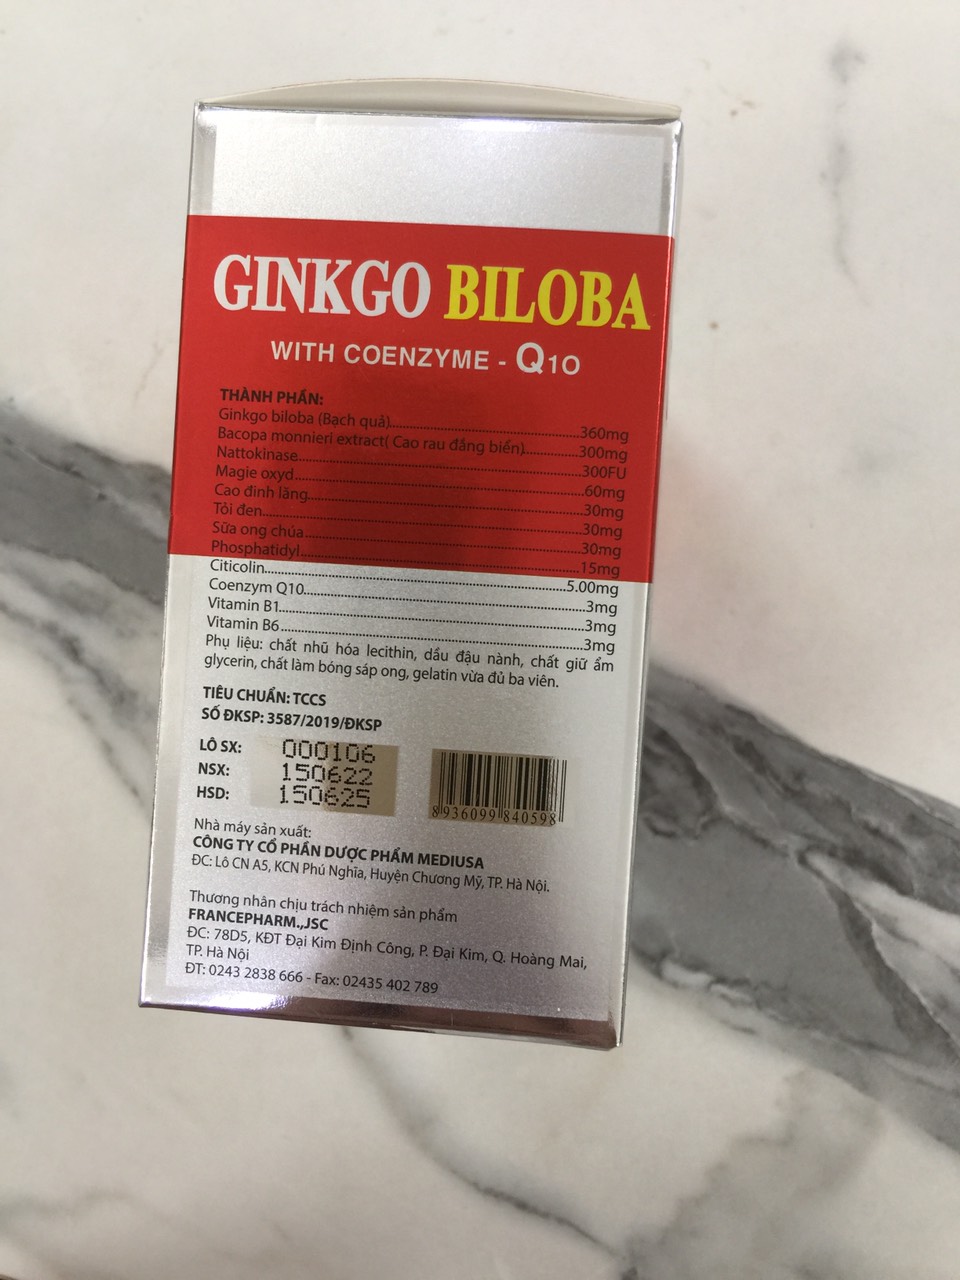 GINKGO BILOBA
WITH COENZYME - Q10
THÀNH PHẦN:
Ginkgo biloba (Bạch quả)..........360mg
Bacopa monnieri extract( Cao rau đắng biển)..........300mg
Nattokinase..........300FU
Magie oxyd..........60mg
Cao đinh lăng..........30mg
Tỏi đen..........30mg
Sữa ong chúa..........30mg
Phosphatidyl..........15mg
Citicolin..........5.00mg
Coenzym Q10..........3mg
Vitamin B1..........3mg
Vitamin B6..........3mg
Phụ liệu: chất nhũ hóa lecithin, dầu đậu nành, chất giữ ẩm
glycerin, chất làm bóng sáp ong, gelatin vừa đủ ba viên.
TIÊU CHUẨN: TCCS
SỐ ĐKSP: 3587/2019/ĐKSP
LÔ SX: 000106
NSX: 150622
HSD: 150625
8936099840598
Nhà máy sản xuất:
CÔNG TY CỔ PHẦN DƯỢC PHẨM MEDIUSA
ĐC: Lô CN A5, KCN Phú Nghĩa, Huyện Chương Mỹ, TP. Hà Nội.
Thương nhân chịu trách nhiệm sản phẩm
FRANCEPHARM.,JSC
ĐC: 78D5, KĐT Đại Kim Định Công, P. Đại Kim, Q. Hoàng Mai,
TP. Hà Nội
ĐT: 0243 2838 666 - Fax: 02435 402 789